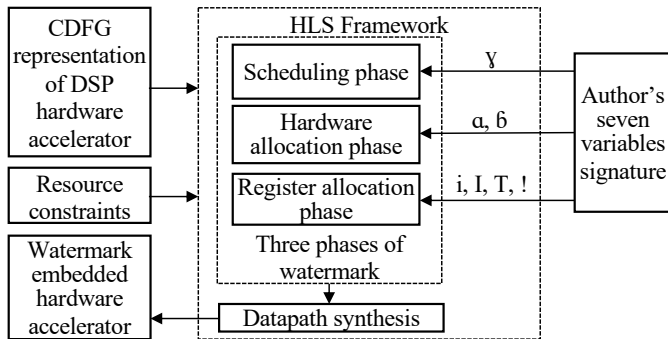 CDFG
representation
of DSP
hardware
accelerator
Resource
constraints
Watermark
embedded
hardware
accelerator
HLS Framework
Scheduling phase
Hardware
allocation phase
Register allocation
phase
Three phases of
watermark
Datapath synthesis
Ɣ
ɑ, ɓ
i, I, T, !
Author's
seven
variables
signature